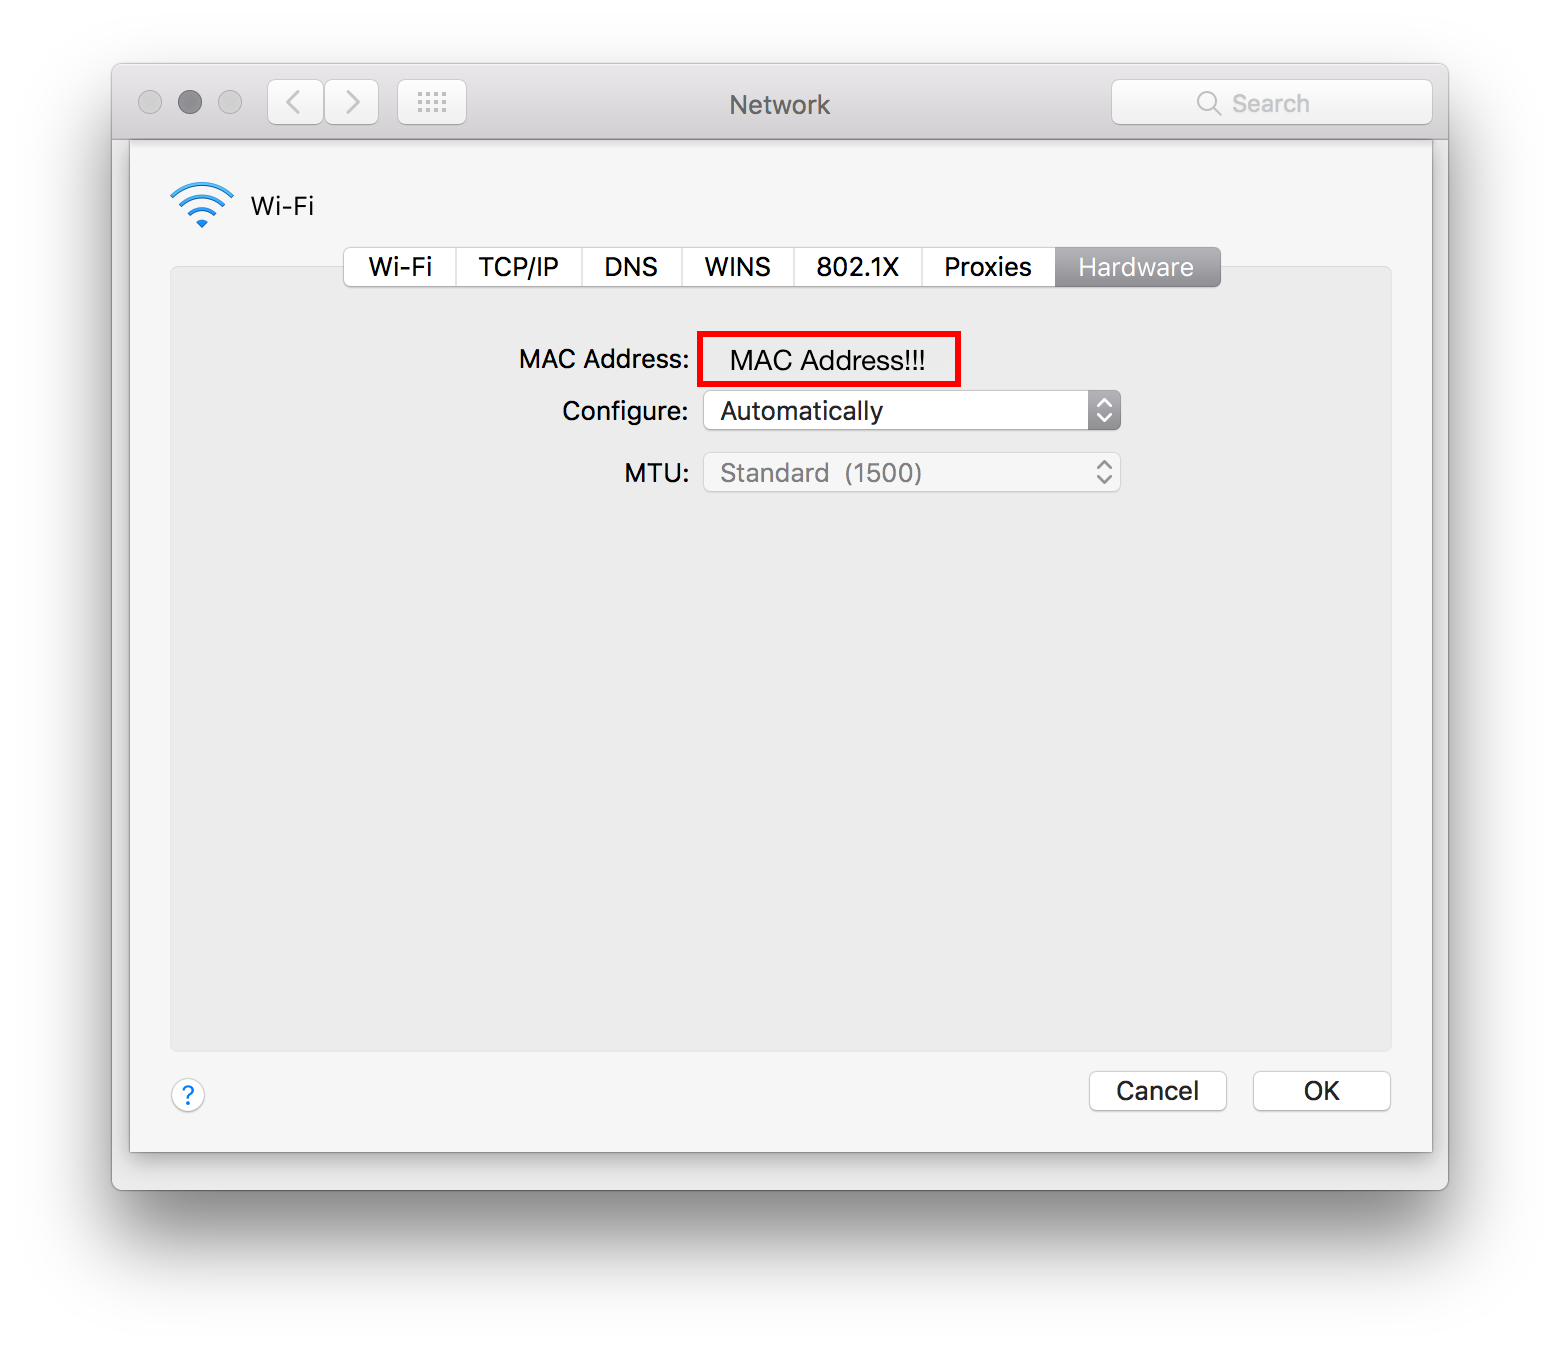 Network
Search
Wi-Fi
Wi-Fi TCP/IP DNS WINS 802.1X Proxies Hardware
MAC Address: MAC Address!!!
Configure: Automatically
MTU: Standard (1500)
? Cancel OK